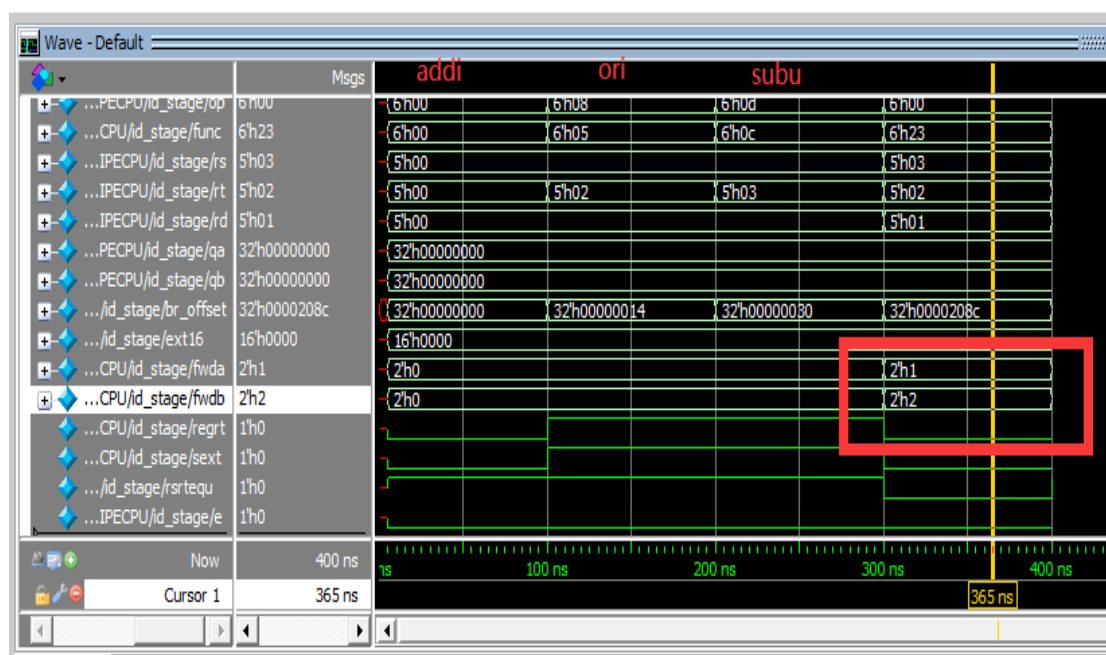 Wave - Default
Msgs addi ori subu
...PECPU/id_stage/op 6'h00 6'h00 6'h08 6'h0d 6'h00
...CPU/id_stage/func 6'h23 6'h00 6'h05 6'h0c 6'h23
...IPECPU/id_stage/rs 5'h03 5'h00 5'h03
...IPECPU/id_stage/rt 5'h02 5'h00 5'h02 5'h03 5'h02
...IPECPU/id_stage/rd 5'h01 5'h00 5'h01
...PECPU/id_stage/qa 32'h00000000 32'h00000000
...PECPU/id_stage/qb 32'h00000000 32'h00000000
.../id_stage/br_offset 32'h0000208c 32'h00000000 32'h00000014 32'h00000030 32'h0000208c
.../id_stage/ext16 16'h0000 16'h0000
...CPU/id_stage/fwda 2'h1 2'h0 2'h1
...CPU/id_stage/fwdb 2'h2 2'h0 2'h2
...CPU/id_stage/regrt 1'h0
...CPU/id_stage/sext 1'h0
.../id_stage/rsrtequ 1'h0
...IPECPU/id_stage/e 1'h0
Now 400 ns ns 100 ns 200 ns 300 ns 400 ns
Cursor 1 365 ns 365 ns